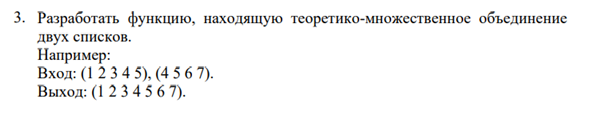 3. Разработать функцию, находящую теоретико-множественное объединение
двух списков.
Например:
Вход: (1 2 3 4 5), (4 5 6 7).
Выход: (1 2 3 4 5 6 7).